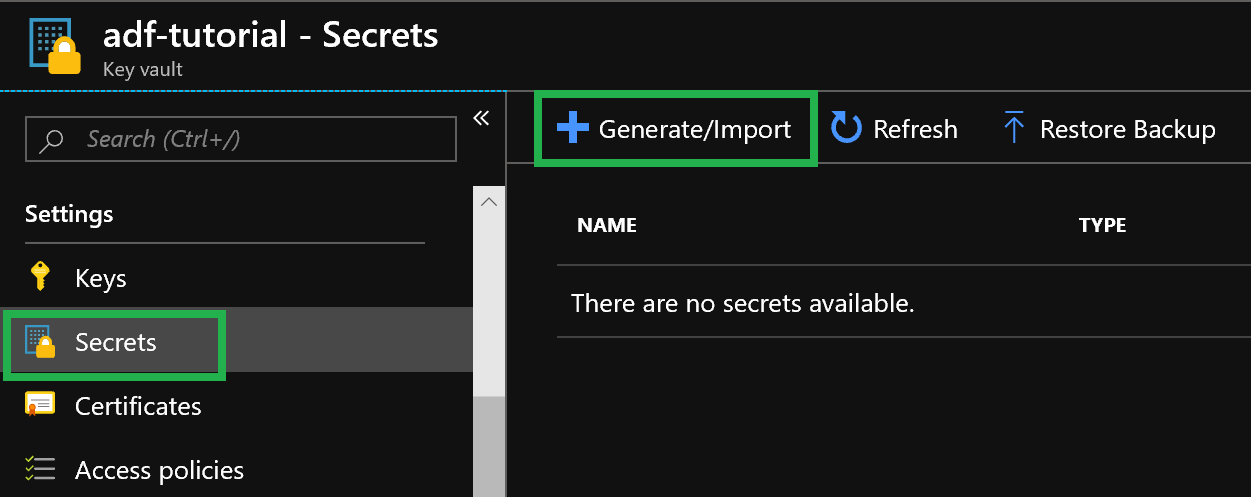 adf-tutorial - Secrets
Key vault
Search (Ctrl+/)
«
Settings
Keys
Secrets
Certificates
Access policies
Generate/Import
Refresh
Restore Backup
NAME
TYPE
There are no secrets available.